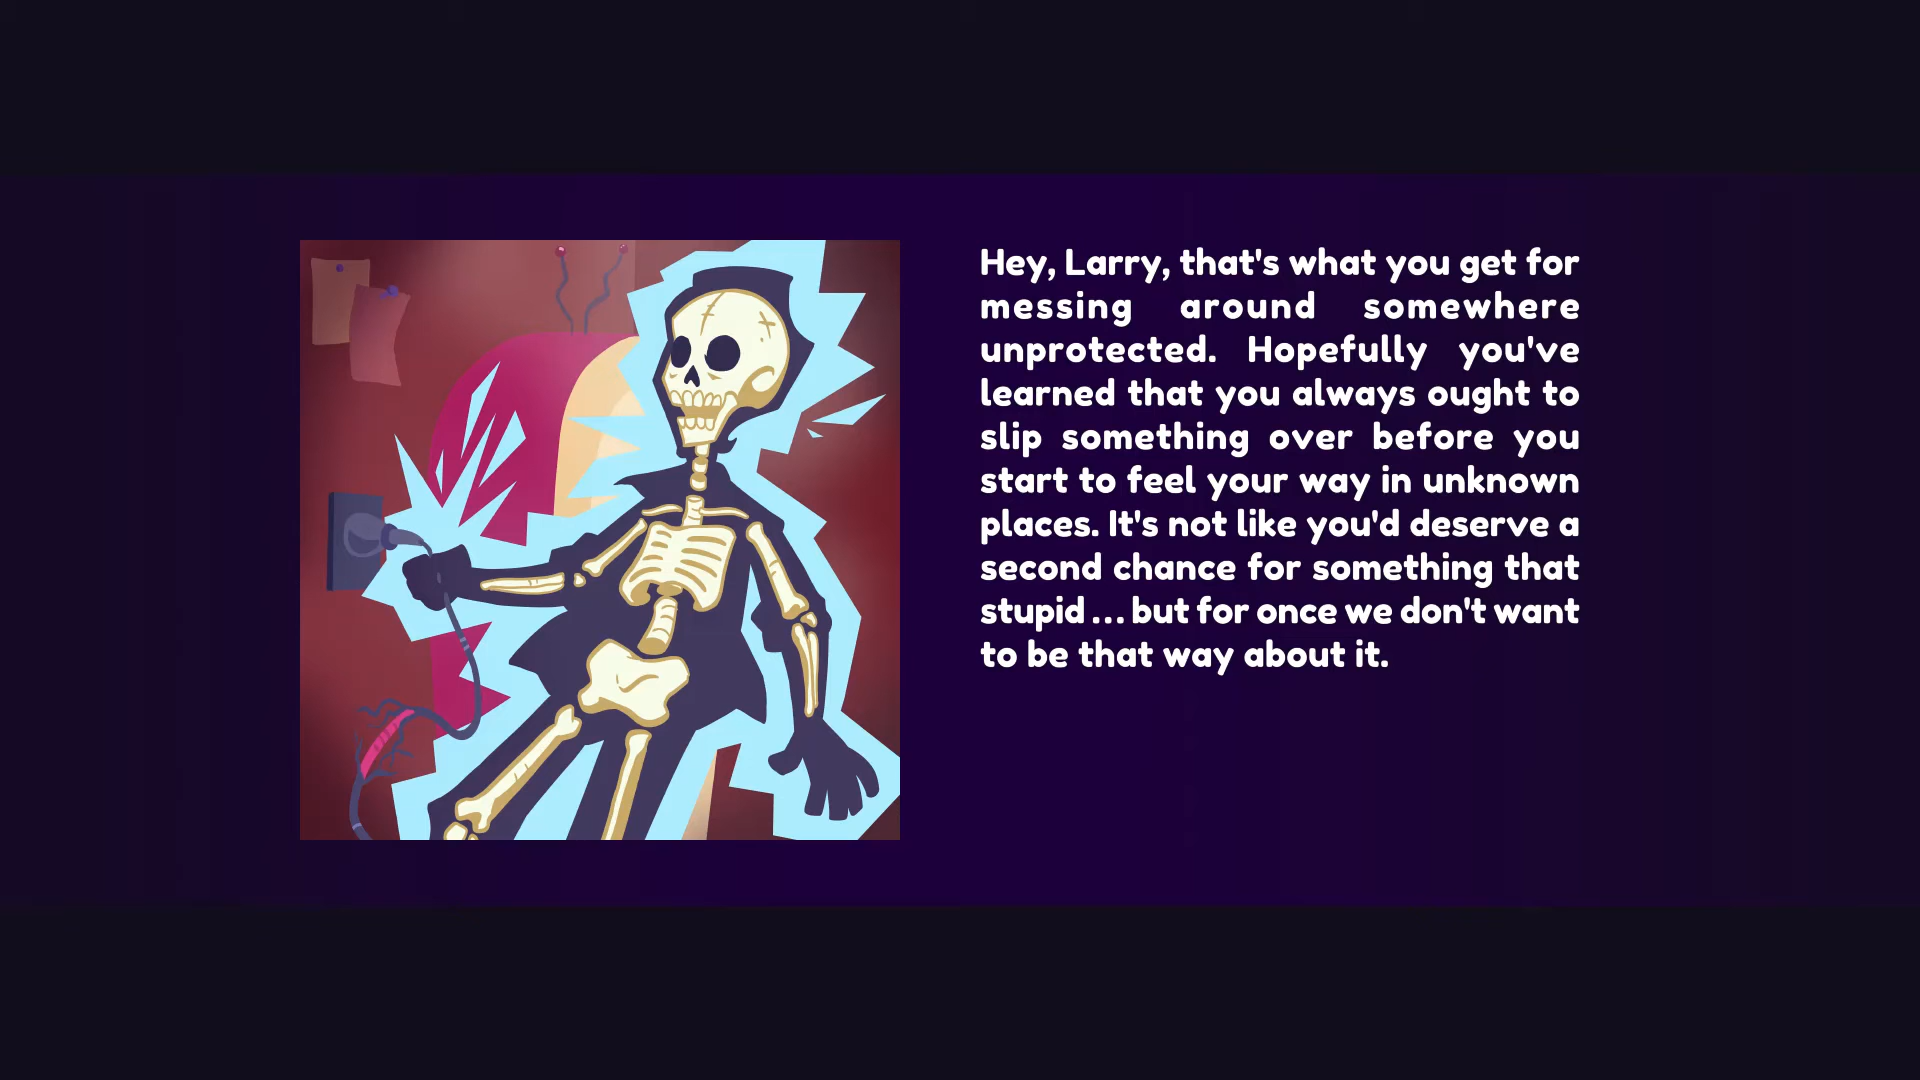 Hey, Larry, that's what you get for
messing around somewhere
unprotected. Hopefully you've
learned that you always ought to
slip something over before you
start to feel your way in unknown
places. It's not like you'd deserve a
second chance for something that
stupid ... but for once we don't want
to be that way about it.